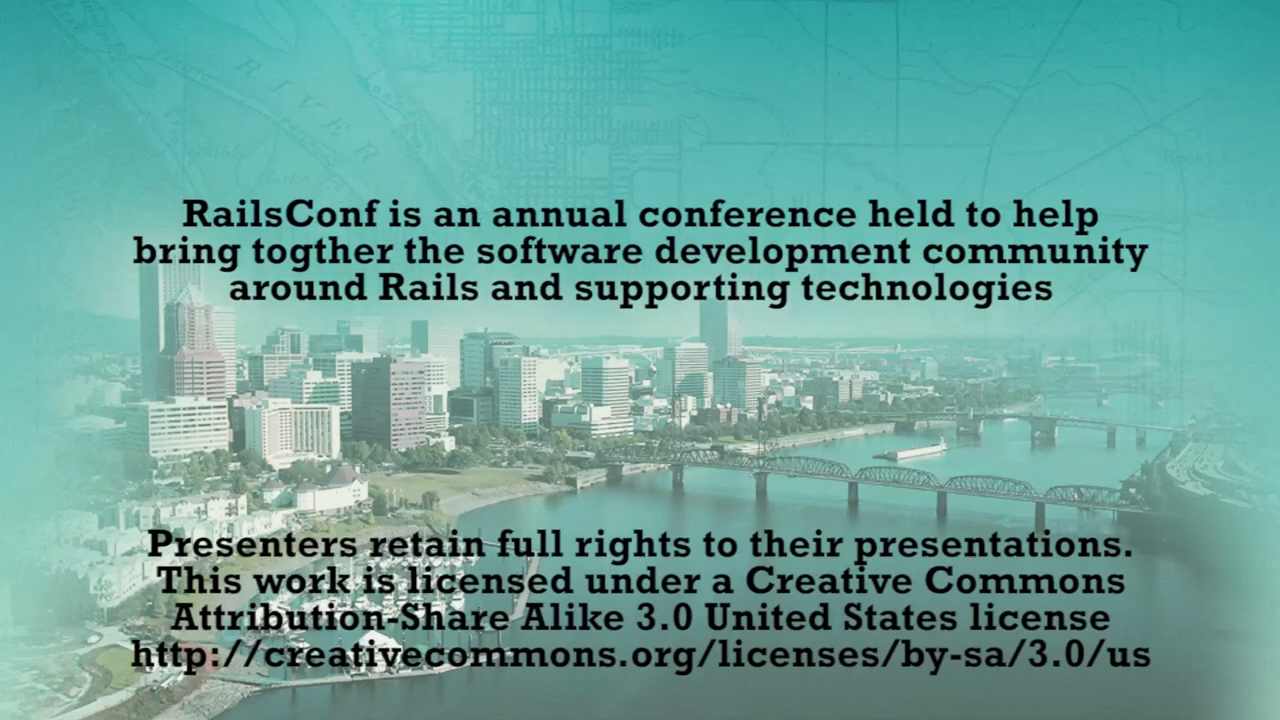 RailsConf is an annual conference held to help
bring togther the software development community
around Rails and supporting technologies
Presenters retain full rights to their presentations.
This work is licensed under a Creative Commons
Attribution-Share Alike 3.0 United States license
http://creativecommons.org/licenses/by-sa/3.0/us